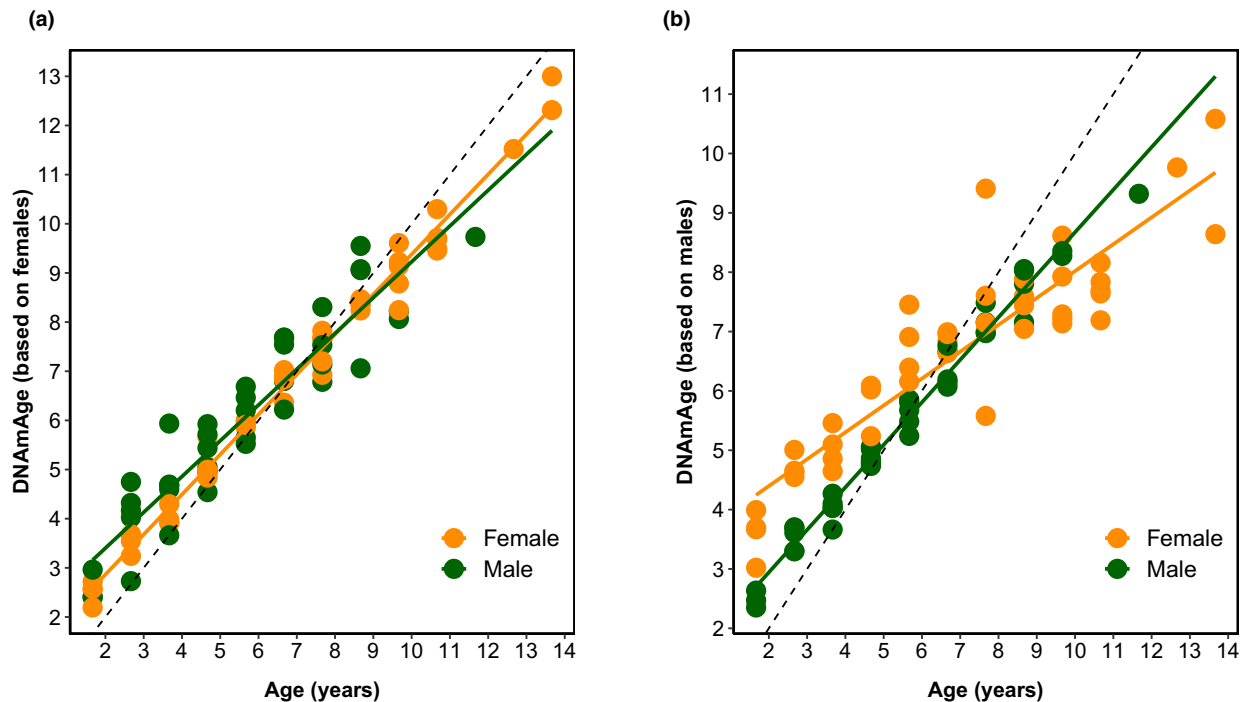 (a)
DNAmAge (based on females)
13
12
11
10
9
8
7
6
5
4
3
2
Female
Male
2 3 4 5 6 7 8 9 10 11 12 13 14
Age (years)
(b)
DNAmAge (based on males)
11
10
9
8
7
6
5
4
3
2
Female
Male
2 3 4 5 6 7 8 9 10 11 12 13 14
Age (years)